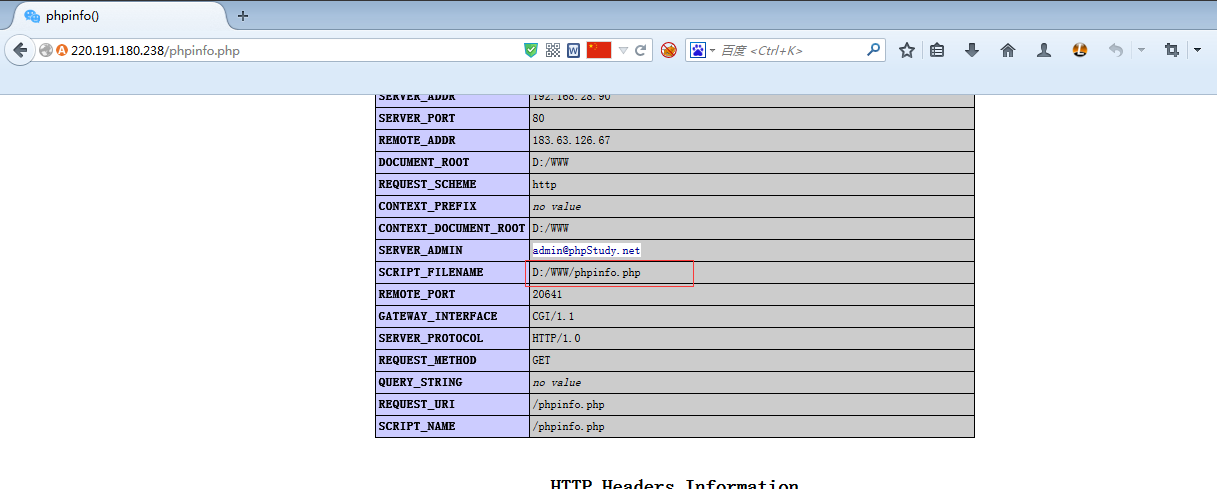 phpinfo()
220.191.180.238/phpinfo.php
百度 <Ctrl+K>
SERVER_ADDR 192.168.28.90
SERVER_PORT 80
REMOTE_ADDR 183.63.126.67
DOCUMENT_ROOT D:/WWW
REQUEST_SCHEME http
CONTEXT_PREFIX no value
CONTEXT_DOCUMENT_ROOT D:/WWW
SERVER_ADMIN admin@phpStudy.net
SCRIPT_FILENAME D:/WWW/phpinfo.php
REMOTE_PORT 20641
GATEWAY_INTERFACE CGI/1.1
SERVER_PROTOCOL HTTP/1.0
REQUEST_METHOD GET
QUERY_STRING no value
REQUEST_URI /phpinfo.php
SCRIPT_NAME /phpinfo.php
HTTP Headers Information